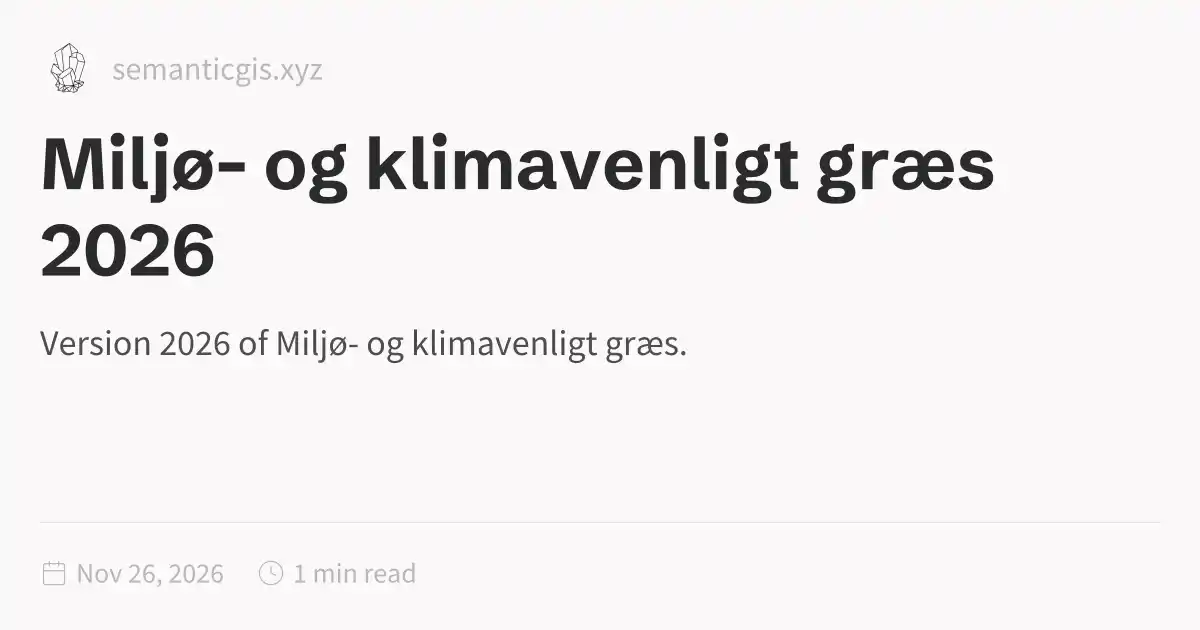 semanticgis.xyz
Miljø- og klimavenligt græs
2026
Version 2026 of Miljø- og klimavenligt græs.
Nov 26, 2026 1 min read